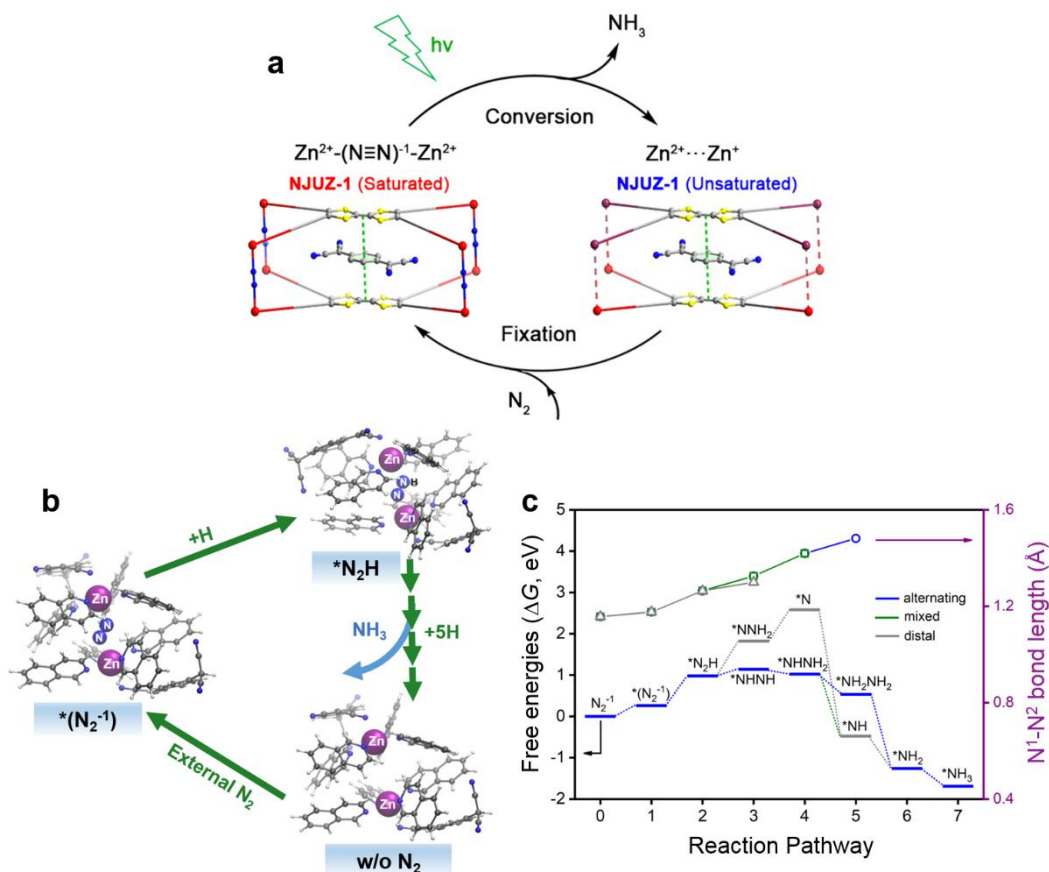 a
hν
NH₃
Conversion
Zn²⁺-(N≡N)⁻¹-Zn²⁺
NJUZ-1 (Saturated)
Zn²⁺···Zn⁺
NJUZ-1 (Unsaturated)
Fixation
N₂
b
+H
Zn
N
H
N
Zn
*N₂H
Zn
N
N
Zn
*(N₂⁻¹)
NH₃
+5H
External N₂
Zn
Zn
w/o N₂
c
Free energies (ΔG, eV)
5
4
3
2
1
0
-1
-2
N₂⁻¹
*(N₂⁻¹)
*N₂H
*NNH₂
*NHNH
*N
*NHNH₂
*NH₂NH₂
*NH
*NH₂
*NH₃
alternating
mixed
distal
1.6
1.2
0.8
0.4
N¹-N² bond length (Å)
0 1 2 3 4 5 6 7
Reaction Pathway